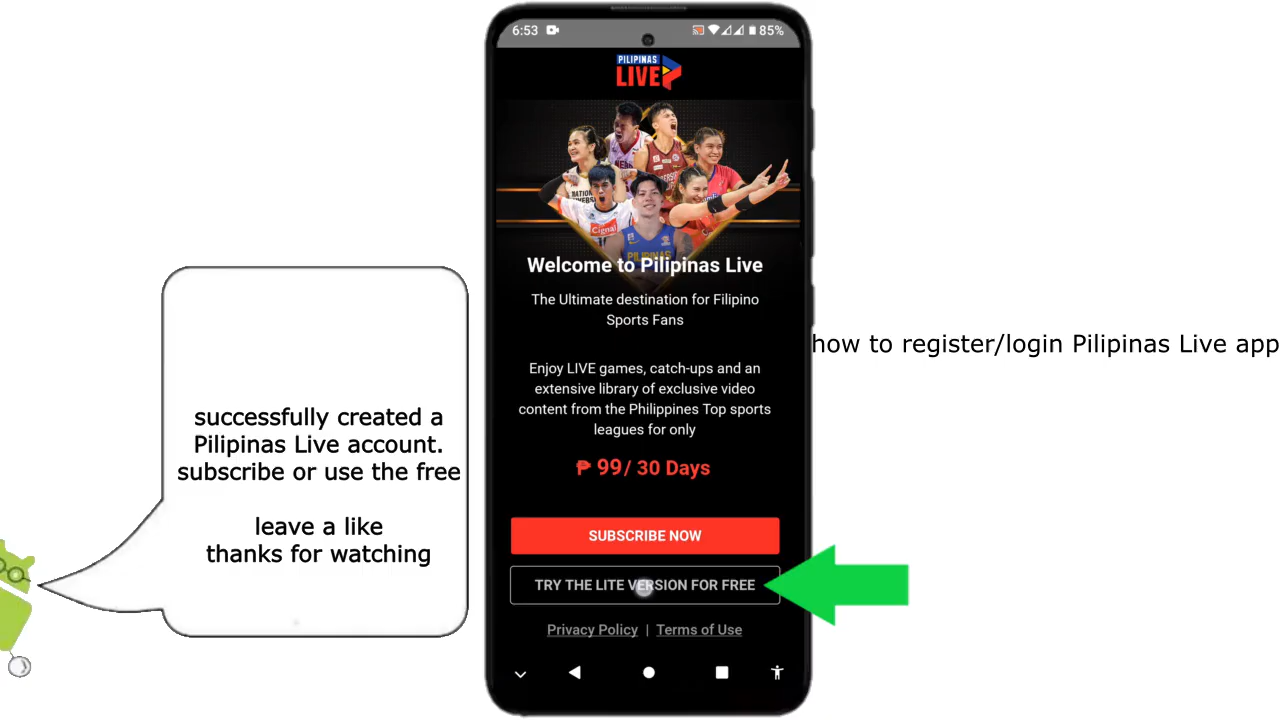 6:53
85%
PILIPINAS
LIVE
Cignal
PILIPINAS
Welcome to Pilipinas Live
The Ultimate destination for Filipino
Sports Fans
Enjoy LIVE games, catch-ups and an
extensive library of exclusive video
content from the Philippines Top sports
leagues for only
₱ 99/ 30 Days
SUBSCRIBE NOW
TRY THE LITE VERSION FOR FREE
Privacy Policy | Terms of Use
successfully created a
Pilipinas Live account.
subscribe or use the free
leave a like
thanks for watching
how to register/login Pilipinas Live app